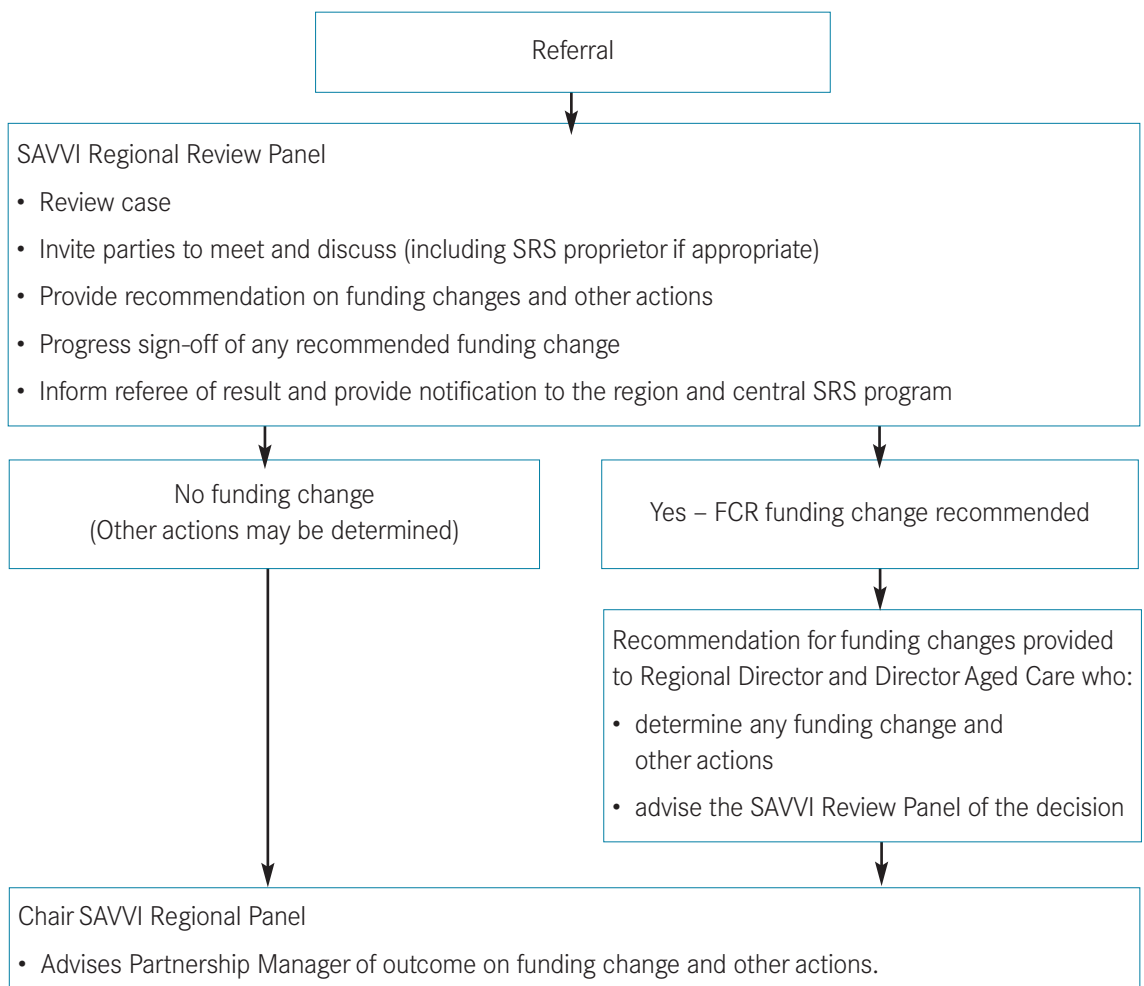 Referral
SAVVI Regional Review Panel
• Review case
• Invite parties to meet and discuss (including SRS proprietor if appropriate)
• Provide recommendation on funding changes and other actions
• Progress sign-off of any recommended funding change
• Inform referee of result and provide notification to the region and central SRS program
No funding change
(Other actions may be determined)
Yes – FCR funding change recommended
Recommendation for funding changes provided
to Regional Director and Director Aged Care who:
• determine any funding change and
other actions
• advise the SAVVI Review Panel of the decision
Chair SAVVI Regional Panel
• Advises Partnership Manager of outcome on funding change and other actions.